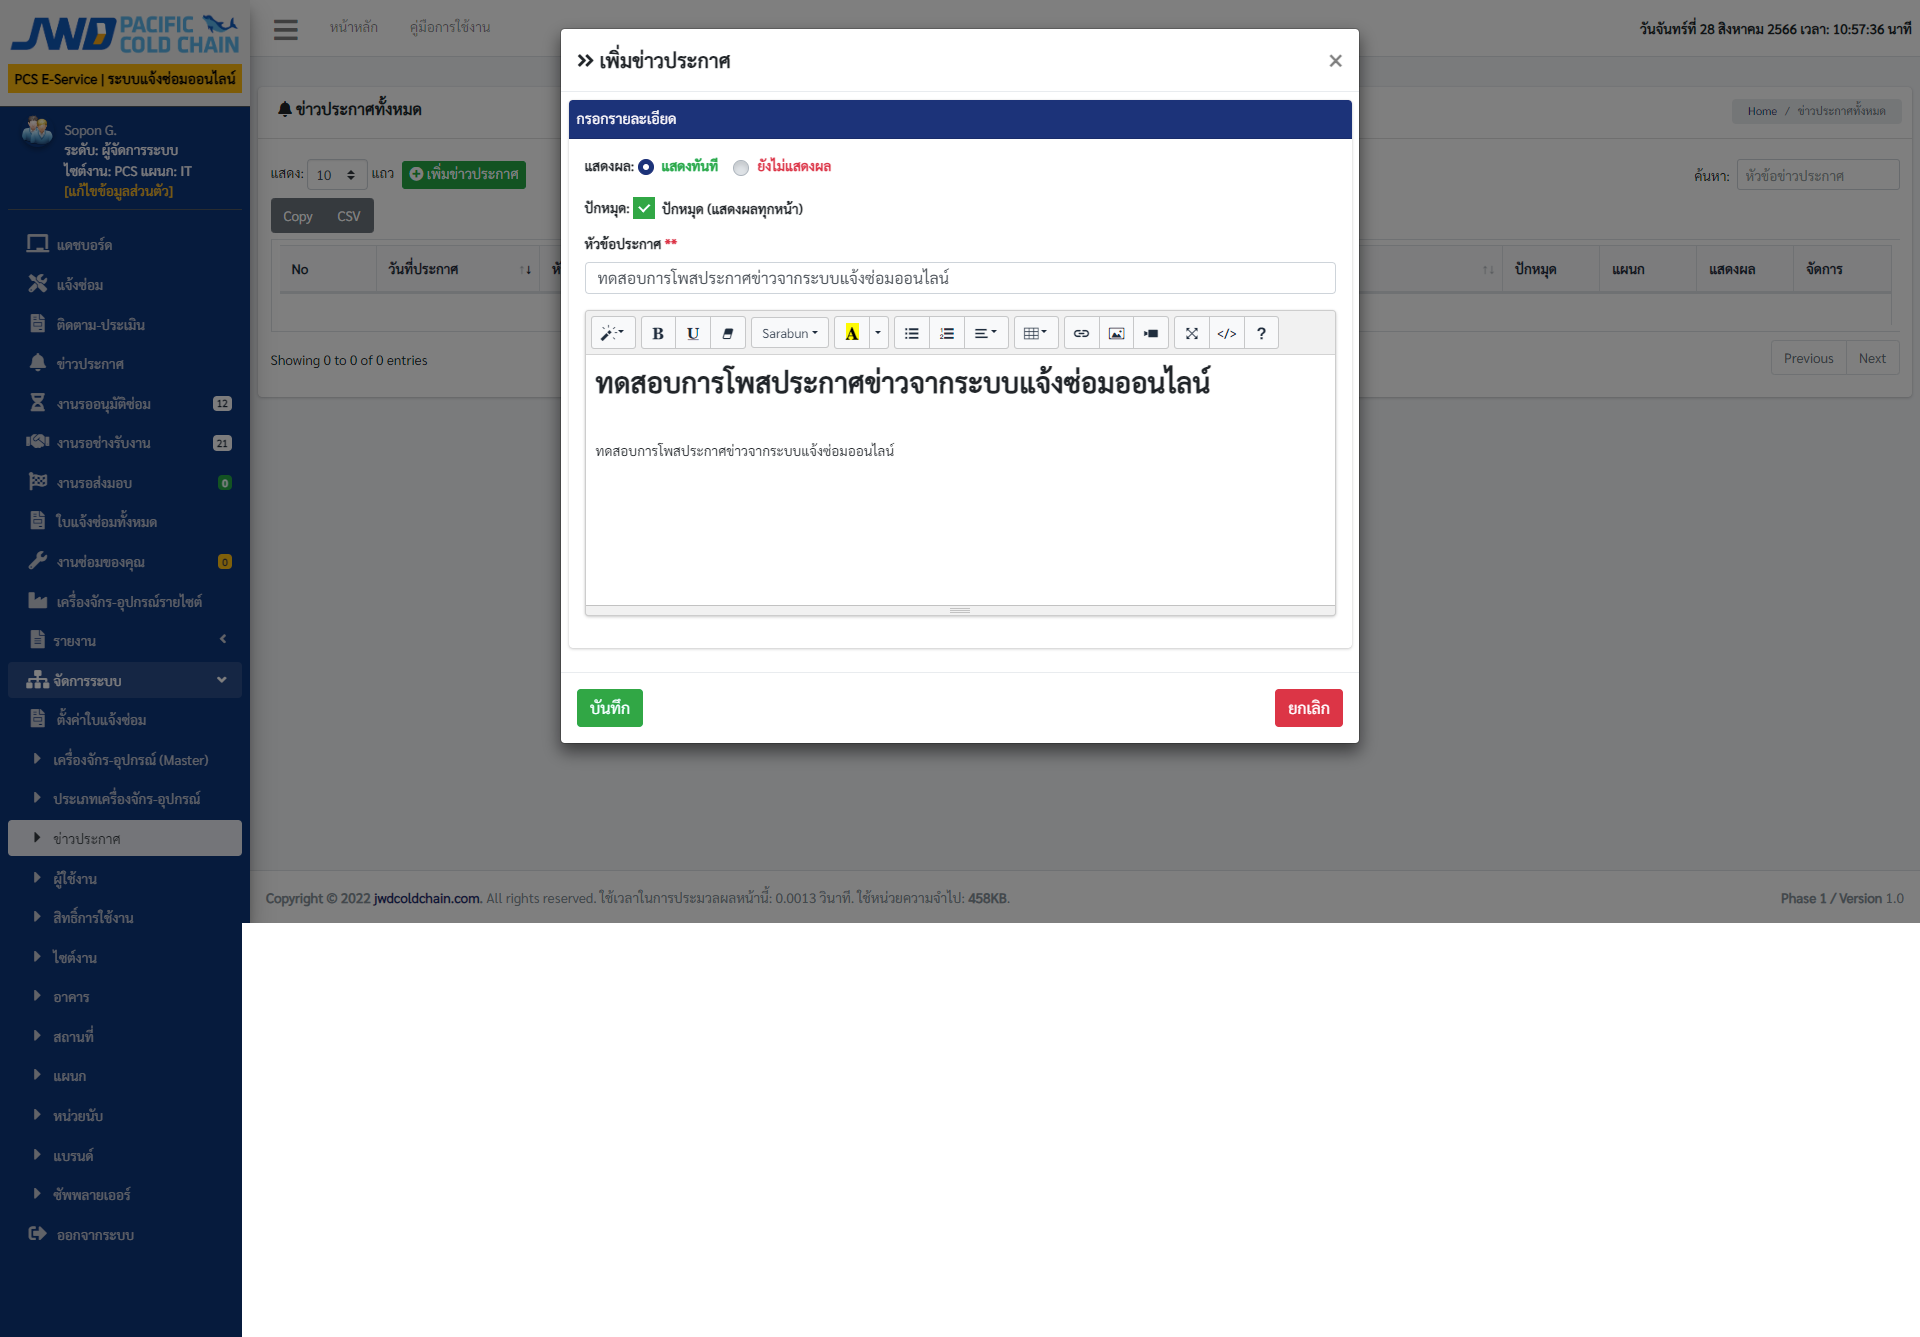 JWD PACIFIC COLD CHAIN
PCS E-Service | ระบบแจ้งซ่อมออนไลน์
Sopon G.
ระดับ: ผู้จัดการระบบ
ไซต์งาน: PCS แผนก: IT
[แก้ไขข้อมูลส่วนตัว]
แดชบอร์ด
แจ้งซ่อม
ติดตาม-ประเมิน
ข่าวประกาศ
งานรออนุมัติซ่อม 12
งานรอช่างรับงาน 21
งานรอส่งมอบ 0
ใบแจ้งซ่อมทั้งหมด
งานซ่อมของคุณ 0
เครื่องจักร-อุปกรณ์รายไซต์
รายงาน
จัดการระบบ
ตั้งค่าใบแจ้งซ่อม
เครื่องจักร-อุปกรณ์ (Master)
ประเภทเครื่องจักร-อุปกรณ์
ข่าวประกาศ
ผู้ใช้งาน
สิทธิ์การใช้งาน
ไซต์งาน
อาคาร
สถานที่
แผนก
หน่วยนับ
แบรนด์
ซัพพลายเออร์
ออกจากระบบ
หน้าหลัก คู่มือการใช้งาน
วันจันทร์ที่ 28 สิงหาคม 2566 เวลา: 10:57:36 น.
ข่าวประกาศทั้งหมด
Home / ข่าวประกาศทั้งหมด
แสดง: 10 แถว เพิ่มข่าวประกาศ
ค้นหา: หัวข้อข่าวประกาศ
Copy CSV
No วันที่ประกาศ ปักหมุด แผนก แสดงผล จัดการ
Showing 0 to 0 of 0 entries
Previous Next
เพิ่มข่าวประกาศ ×
กรอกรายละเอียด
แสดงผล: แสดงทันที ยังไม่แสดงผล
ปักหมุด: ปักหมุด (แสดงผลทุกหน้า)
หัวข้อประกาศ **
ทดสอบการโพสประกาศข่าวจากระบบแจ้งซ่อมออนไลน์
B U Sarabun A </> ?
ทดสอบการโพสประกาศข่าวจากระบบแจ้งซ่อมออนไลน์
ทดสอบการโพสประกาศข่าวจากระบบแจ้งซ่อมออนไลน์
บันทึก ยกเลิก
Copyright © 2022 jwdcoldchain.com. All rights reserved. ใช้เวลาในการประมวลผลหน้านี้: 0.0013 วินาที. ใช้หน่วยความจำไป: 458KB.
Phase 1 / Version 1.0